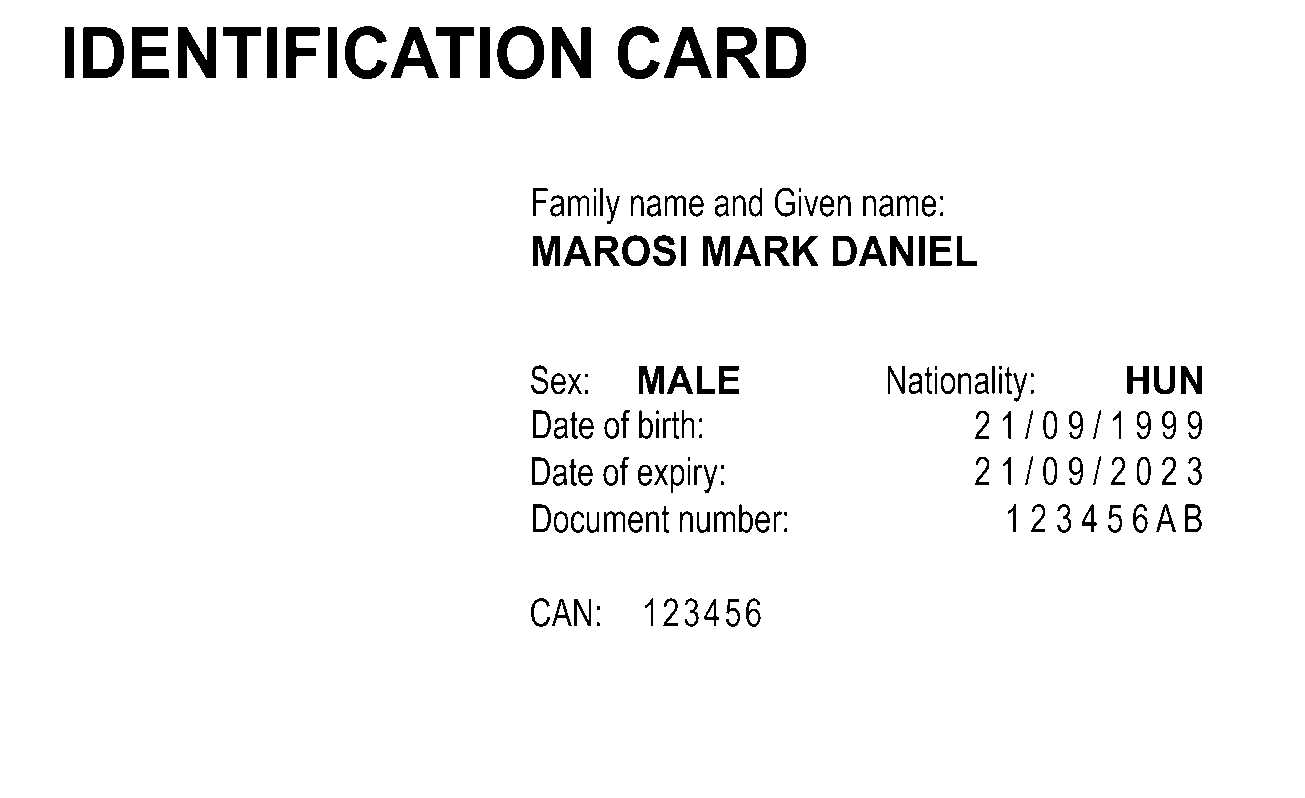 IDENTIFICATION CARD
Family name and Given name:
MAROSI MARK DANIEL
Sex: MALE Nationality: HUN
Date of birth: 21/09/1999
Date of expiry: 21/09/2023
Document number: 123456AB
CAN: 123456